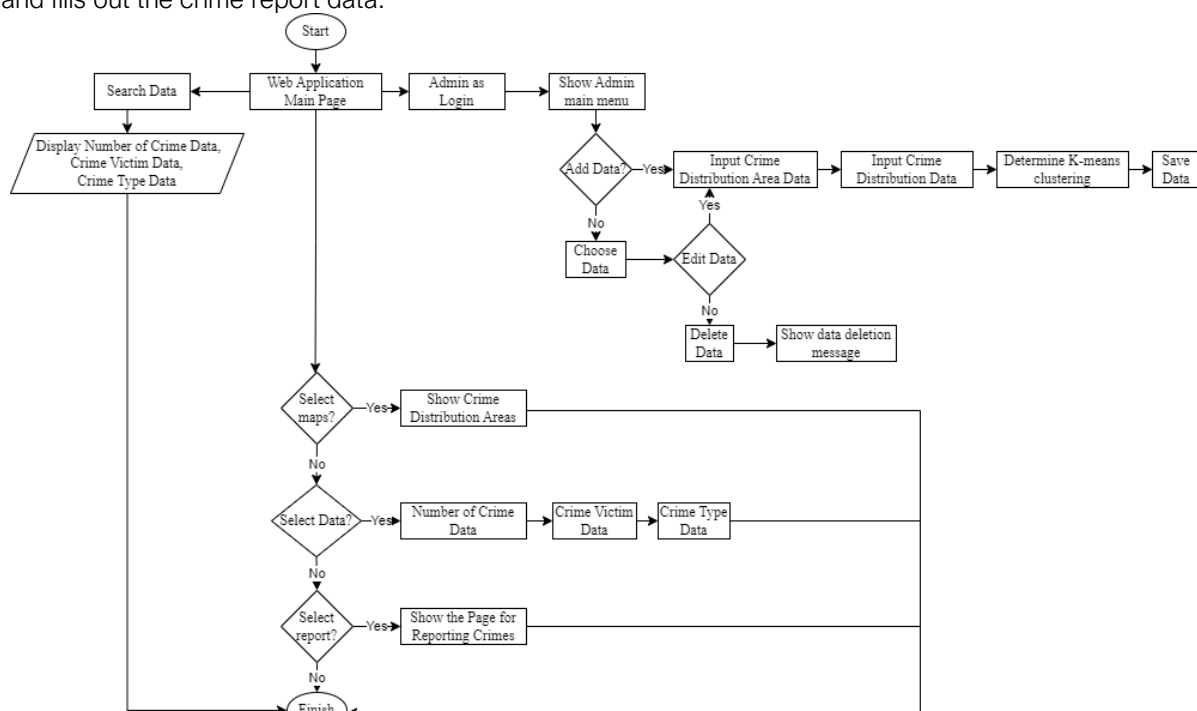 and fills out the crime report data.
Start
Search Data
Web Application
Main Page
Admin as
Login
Show Admin
main menu
Display Number of Crime Data,
Crime Victim Data,
Crime Type Data
Add Data?
Yes
Input Crime
Distribution Area Data
Input Crime
Distribution Data
Determine K-means
clustering
Save
Data
No
Yes
Choose
Data
Edit Data
No
Delete
Data
Show data deletion
message
Select
maps?
Yes
Show Crime
Distribution Areas
No
Select Data?
Yes
Number of Crime
Data
Crime Victim
Data
Crime Type
Data
No
Select
report?
Yes
Show the Page for
Reporting Crimes
No
Finish